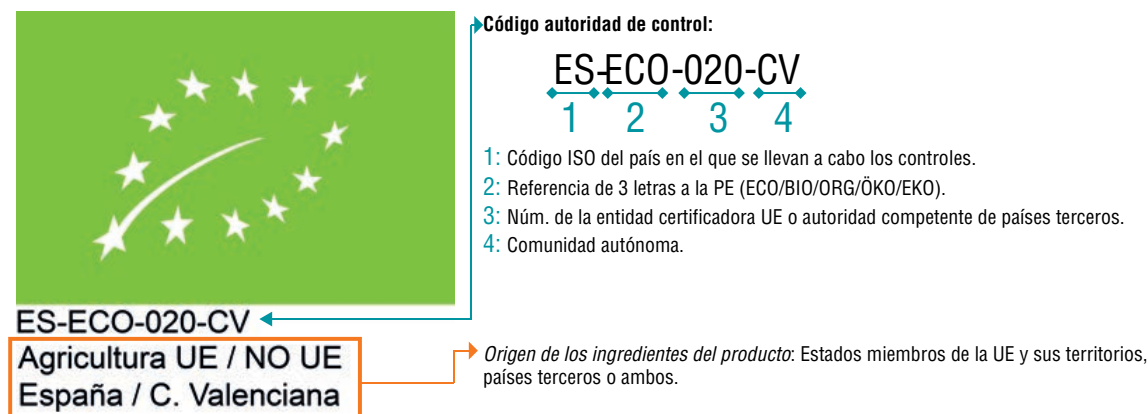 Código autoridad de control:
ES-ECO-020-CV
1 2 3 4
1: Código ISO del país en el que se llevan a cabo los controles.
2: Referencia de 3 letras a la PE (ECO/BIO/ORG/ÖKO/EKO).
3: Núm. de la entidad certificadora UE o autoridad competente de países terceros.
4: Comunidad autónoma.
ES-ECO-020-CV
Agricultura UE / NO UE
España / C. Valenciana
Origen de los ingredientes del producto: Estados miembros de la UE y sus territorios,
países terceros o ambos.